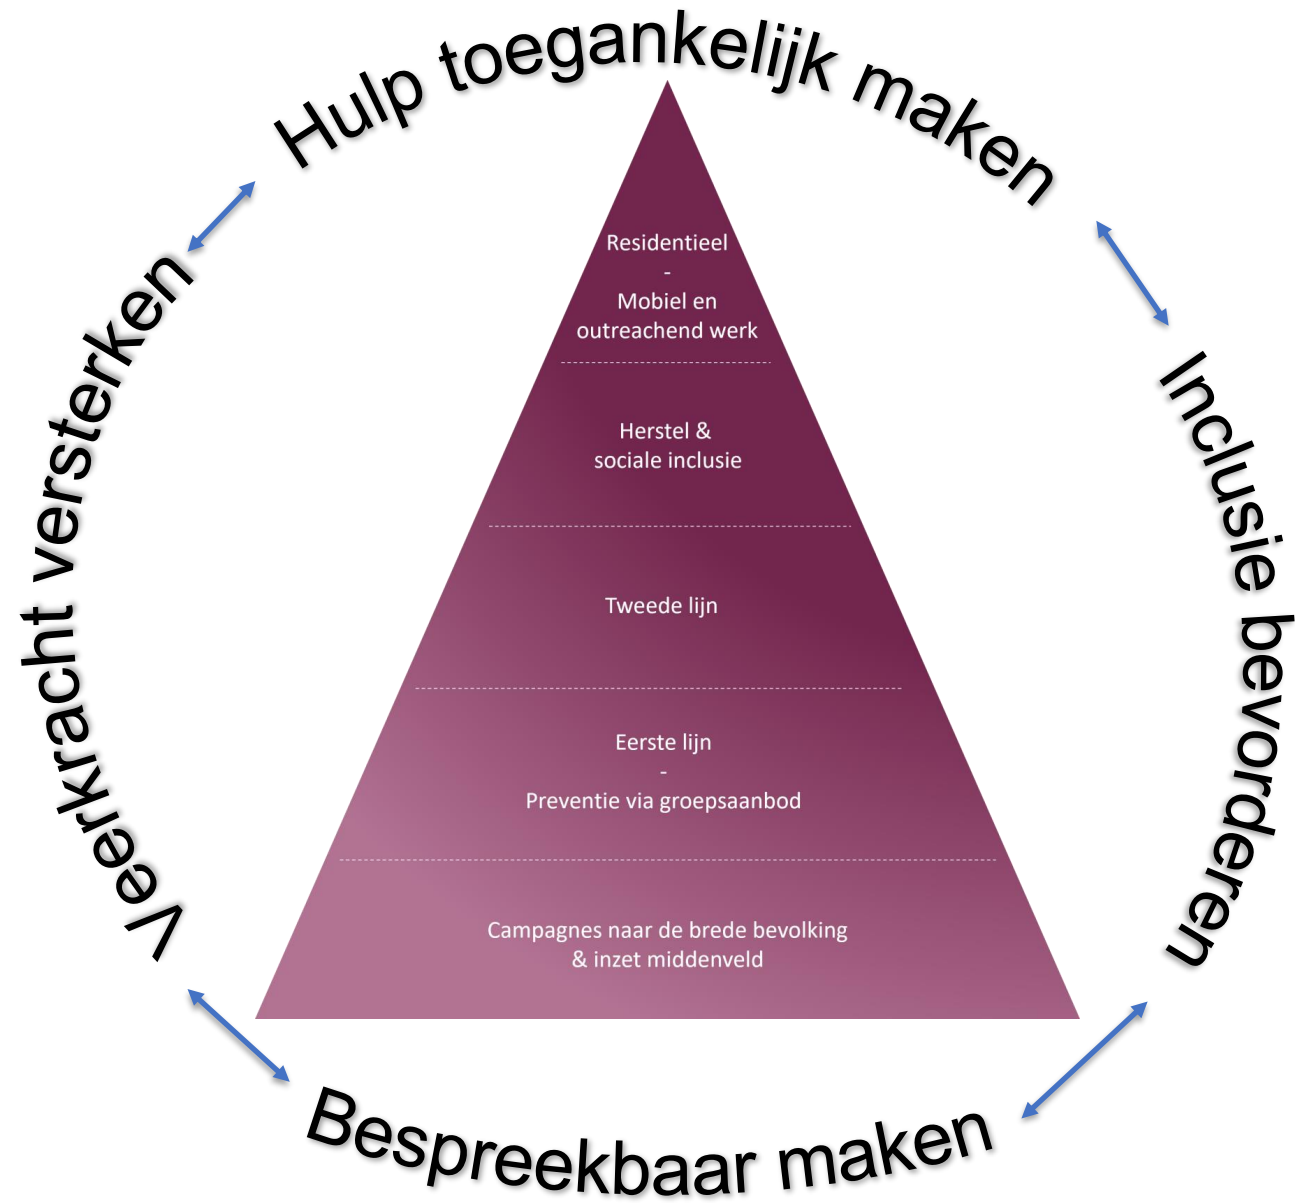 Hulp toegankelijk maken
Residentieel
-
Mobiel en
outreachend werk
Herstel &
sociale inclusie
Tweede lijn
Eerste lijn
-
Preventie via groepsaanbod
Campagnes naar de brede bevolking
& inzet middenveld
Veerkracht versterken
Inclusie bevorderen
Bespreekbaar maken